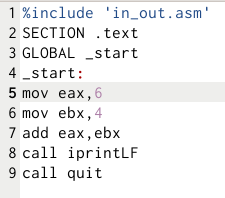 1 %include 'in_out.asm'
2 SECTION .text
3 GLOBAL _start
4 _start:
5 mov eax,6
6 mov ebx,4
7 add eax,ebx
8 call iprintLF
9 call quit